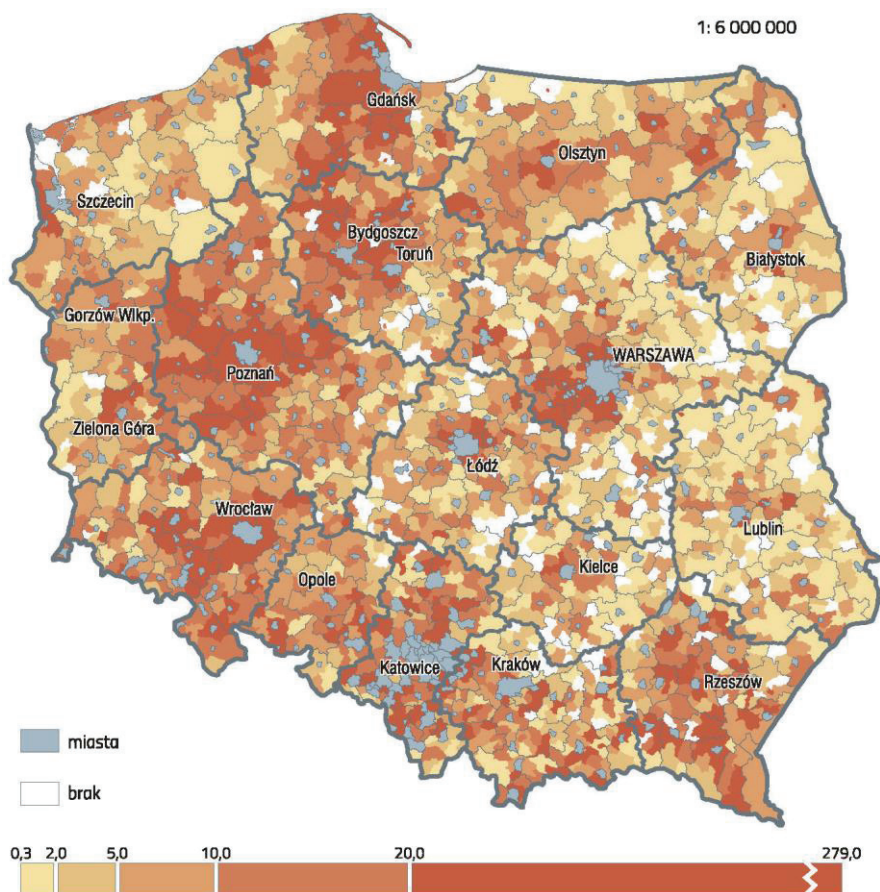 1: 6 000 000
Gdańsk
Olsztyn
Szczecin
Bydgoszcz
Toruń
Białystok
Gorzów Wlkp.
WARSZAWA
Poznań
Zielona Góra
Łódź
Wrocław
Lublin
Opole
Kielce
Katowice
Kraków
Rzeszów
miasta
brak
0,3 2,0 5,0 10,0 20,0 279,0